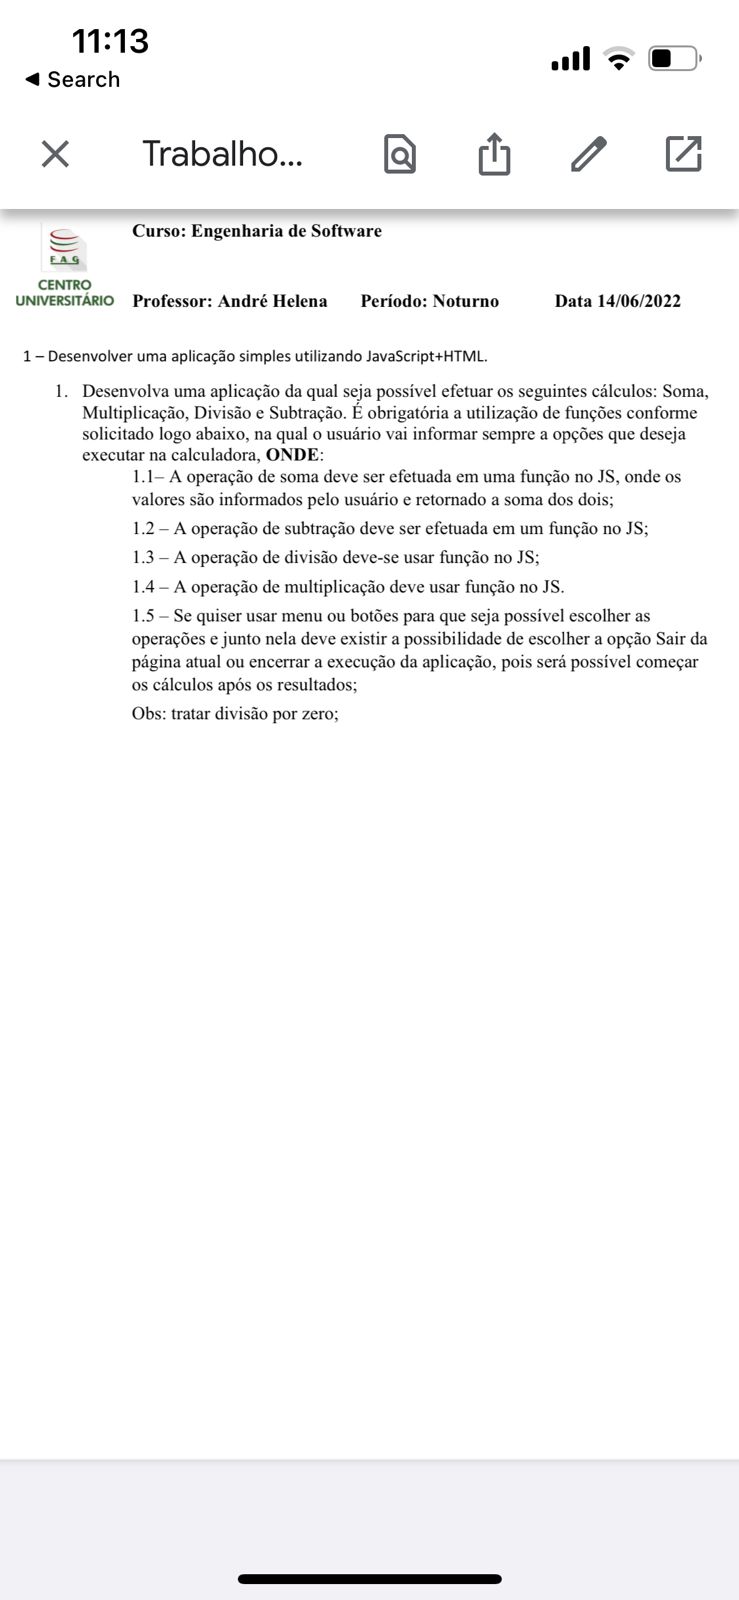 11:13
◀ Search
Trabalho...
Curso: Engenharia de Software
F A G
CENTRO
UNIVERSITÁRIO
Professor: André Helena Período: Noturno Data 14/06/2022
1 – Desenvolver uma aplicação simples utilizando JavaScript+HTML.
1. Desenvolva uma aplicação da qual seja possível efetuar os seguintes cálculos: Soma,
Multiplicação, Divisão e Subtração. É obrigatória a utilização de funções conforme
solicitado logo abaixo, na qual o usuário vai informar sempre a opções que deseja
executar na calculadora, ONDE:
1.1– A operação de soma deve ser efetuada em uma função no JS, onde os
valores são informados pelo usuário e retornado a soma dos dois;
1.2 – A operação de subtração deve ser efetuada em um função no JS;
1.3 – A operação de divisão deve-se usar função no JS;
1.4 – A operação de multiplicação deve usar função no JS.
1.5 – Se quiser usar menu ou botões para que seja possível escolher as
operações e junto nela deve existir a possibilidade de escolher a opção Sair da
página atual ou encerrar a execução da aplicação, pois será possível começar
os cálculos após os resultados;
Obs: tratar divisão por zero;